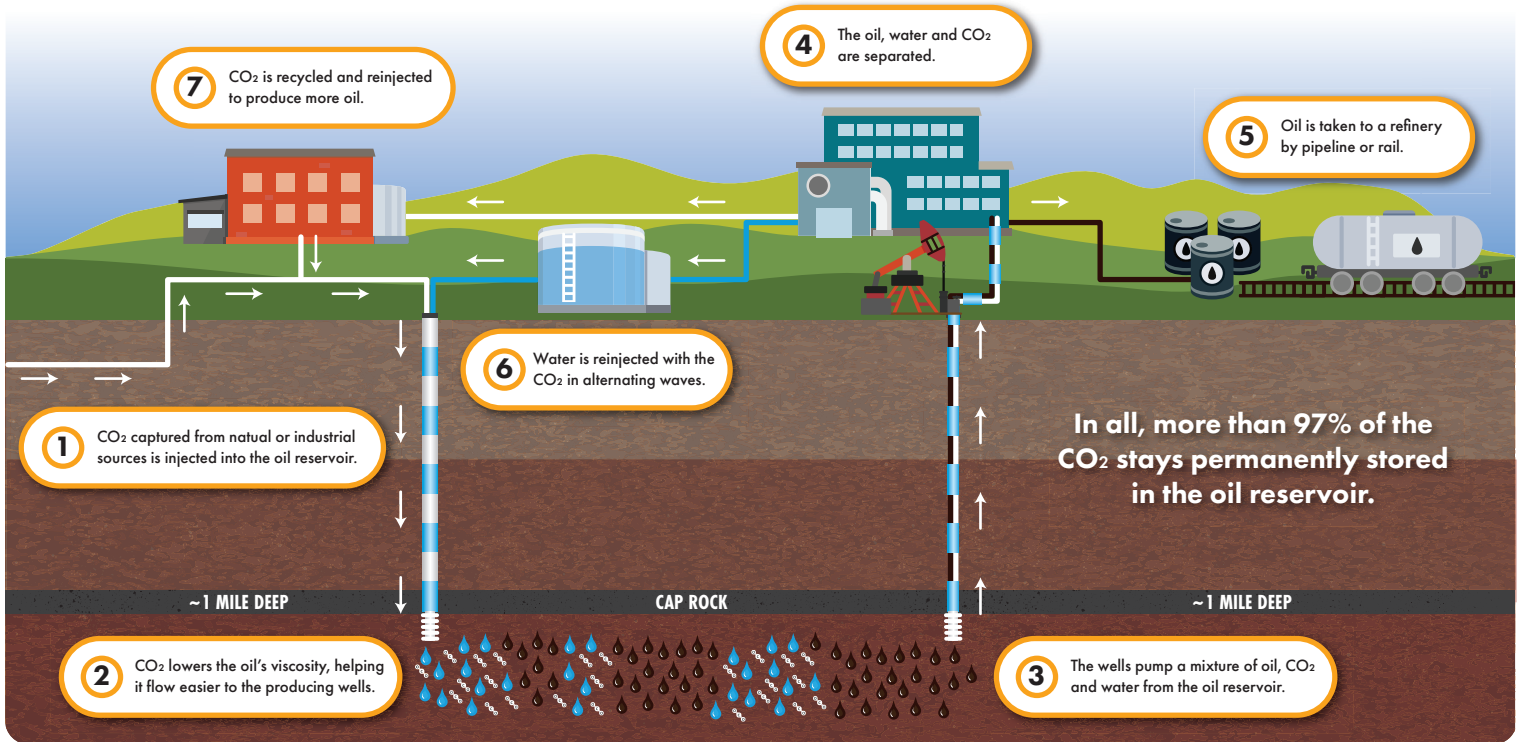 1
CO₂ captured from natual or industrial
sources is injected into the oil reservoir.
2
CO₂ lowers the oil's viscosity, helping
it flow easier to the producing wells.
3
The wells pump a mixture of oil, CO₂
and water from the oil reservoir.
4
The oil, water and CO₂
are separated.
5
Oil is taken to a refinery
by pipeline or rail.
6
Water is reinjected with the
CO₂ in alternating waves.
7
CO₂ is recycled and reinjected
to produce more oil.
In all, more than 97% of the
CO₂ stays permanently stored
in the oil reservoir.
~1 MILE DEEP
CAP ROCK
~1 MILE DEEP